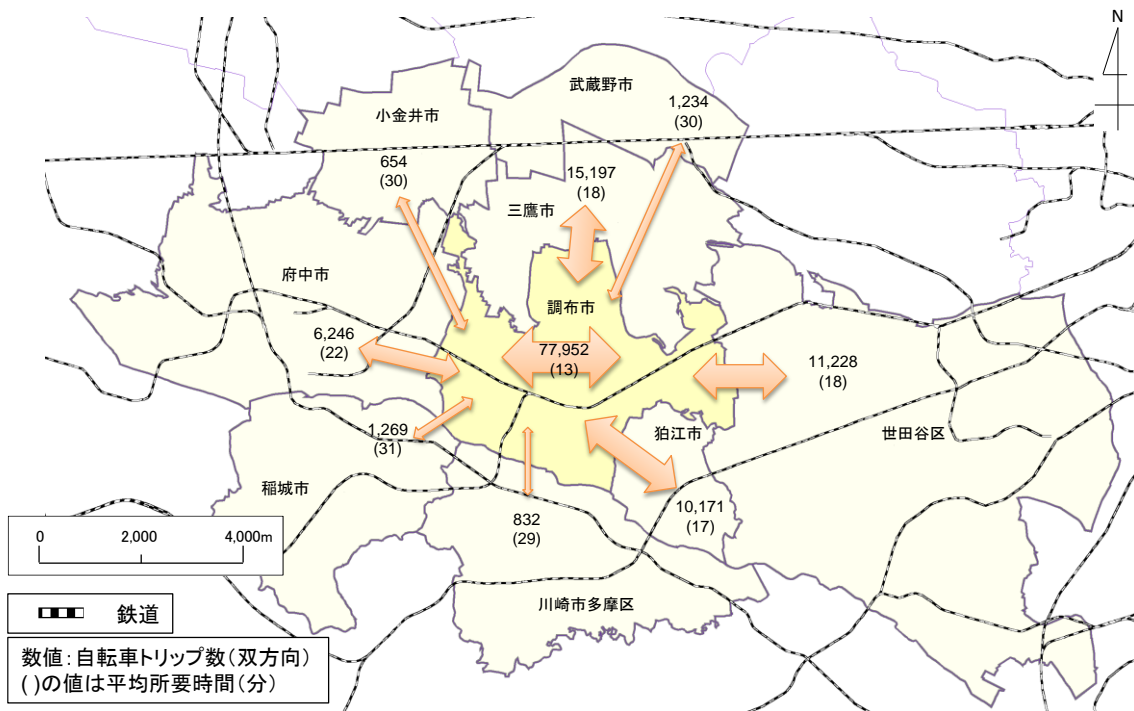 N
武蔵野市
1,234
(30)
小金井市
654
(30)
15,197
(18)
三鷹市
府中市
調布市
6,246
(22)
77,952
(13)
11,228
(18)
1,269
(31)
狛江市
世田谷区
稲城市
10,171
(17)
832
(29)
川崎市多摩区
0 2,000 4,000m
鉄道
数値:自転車トリップ数(双方向)
( )の値は平均所要時間(分)